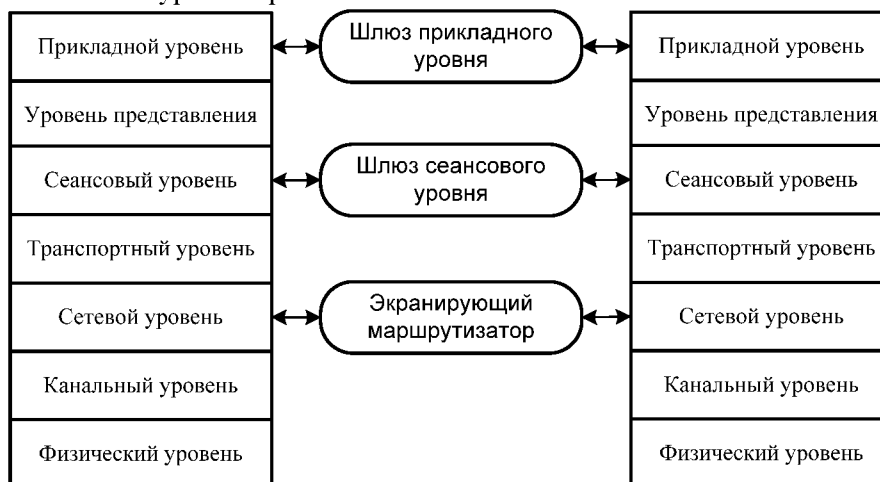 Прикладной уровень
Шлюз прикладного
уровня
Прикладной уровень
Уровень представления
Уровень представления
Сеансовый уровень
Шлюз сеансового
уровня
Сеансовый уровень
Транспортный уровень
Транспортный уровень
Сетевой уровень
Экранирующий
маршрутизатор
Сетевой уровень
Канальный уровень
Канальный уровень
Физический уровень
Физический уровень